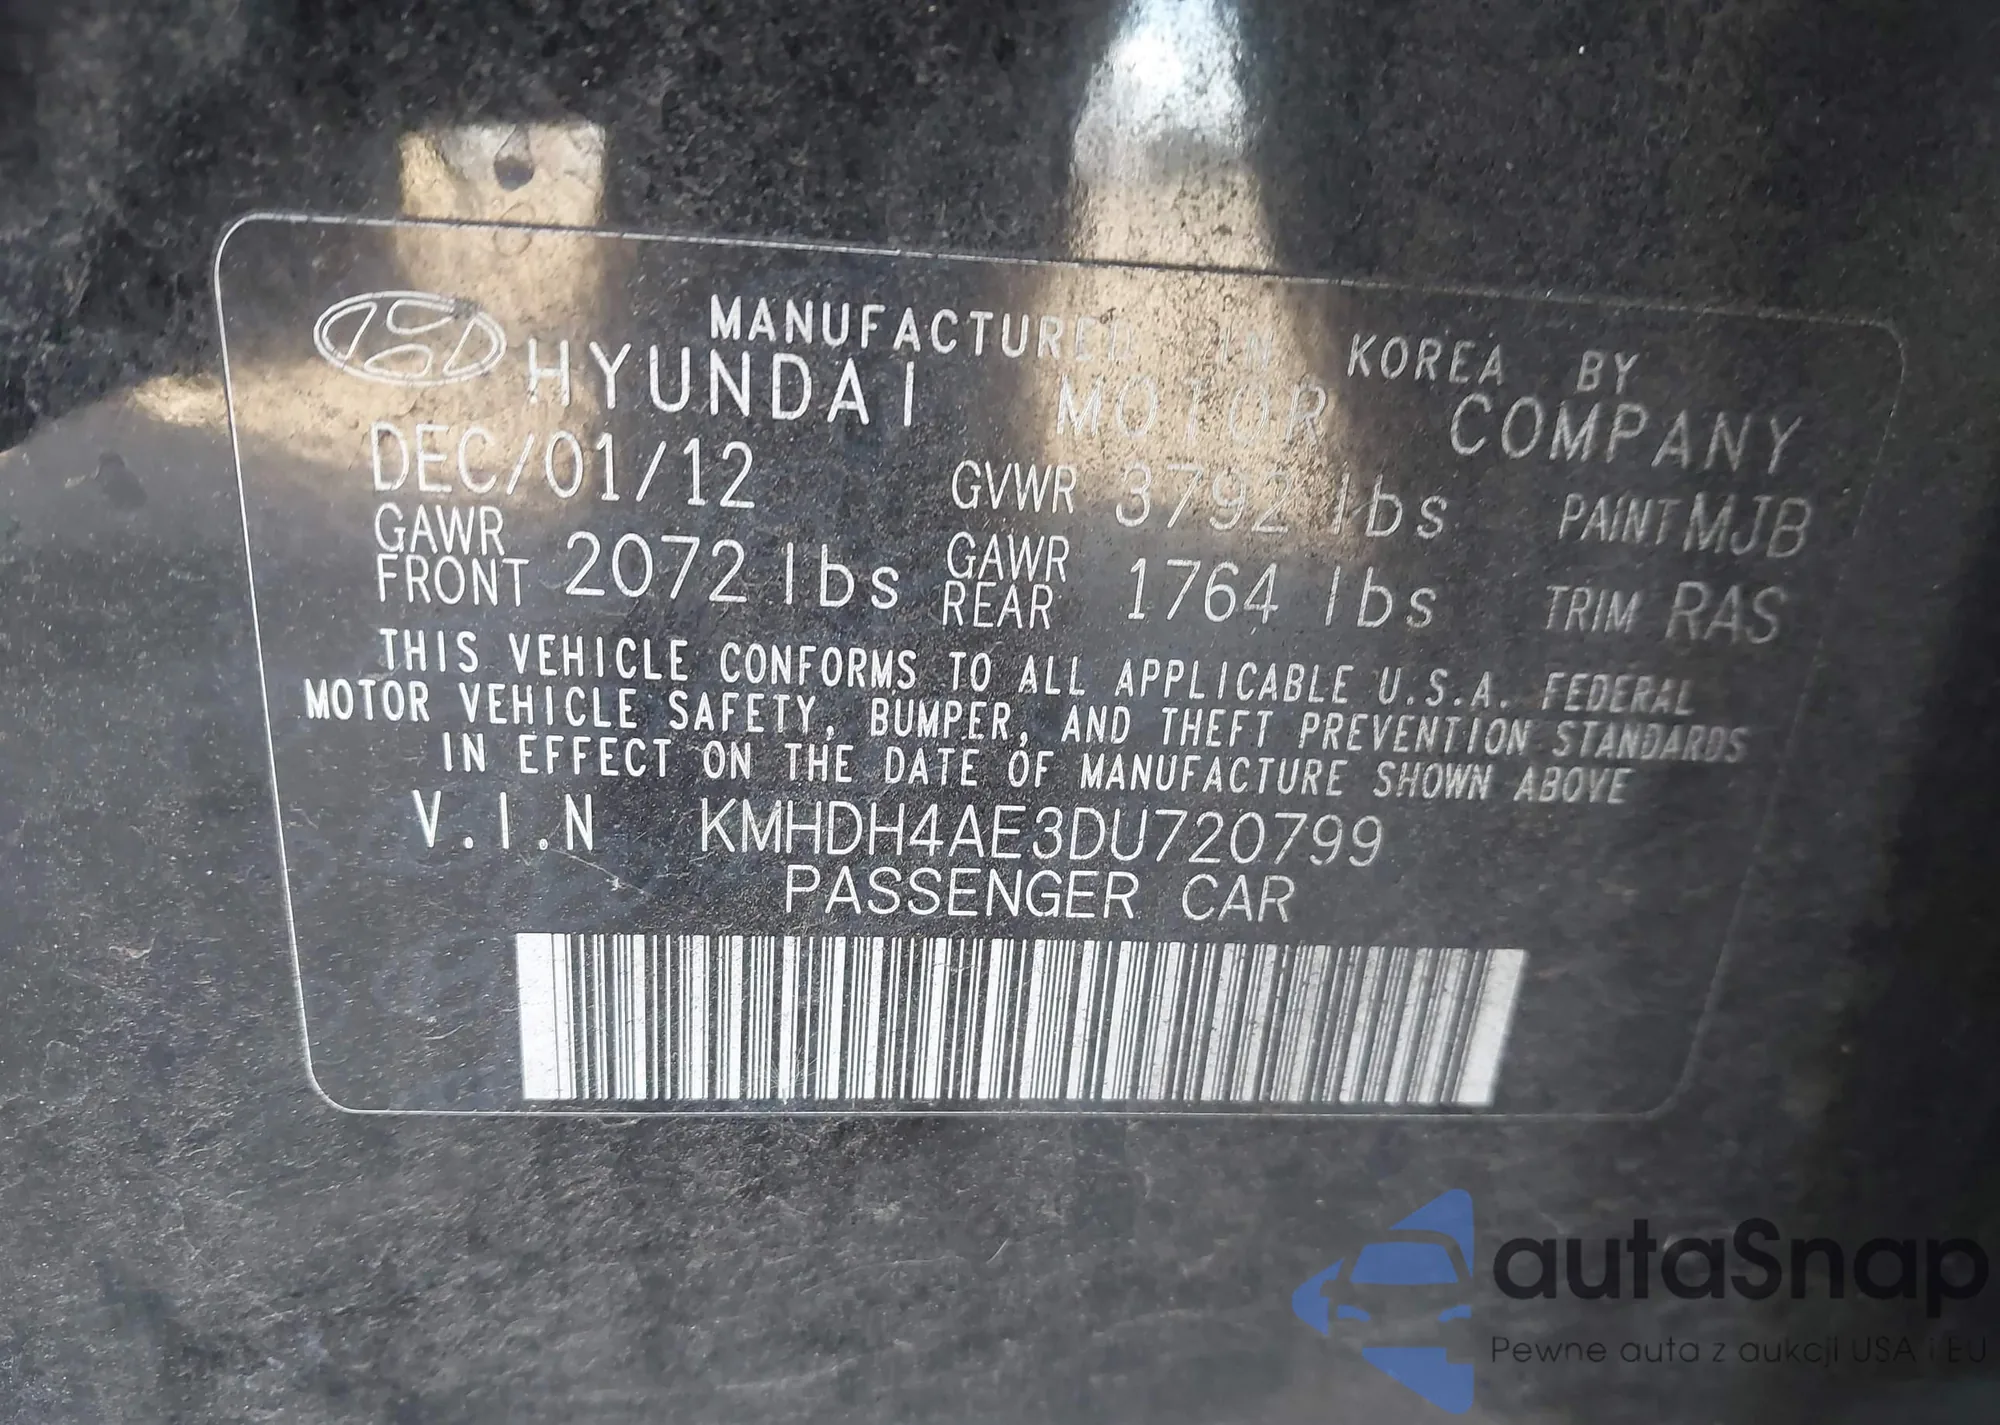 MANUFACTURED IN KOREA BY
HYUNDAI MOTOR COMPANY
DEC/01/12 GVWR 3792 lbs PAINT MJB
GAWR FRONT 2072 lbs GAWR REAR 1764 lbs TRIM RAS
THIS VEHICLE CONFORMS TO ALL APPLICABLE U.S.A. FEDERAL
MOTOR VEHICLE SAFETY, BUMPER, AND THEFT PREVENTION STANDARDS
IN EFFECT ON THE DATE OF MANUFACTURE SHOWN ABOVE
V.I.N KMHDH4AE3DU720799
PASSENGER CAR
autaSnap
Pewne auta z aukcji USA i EU